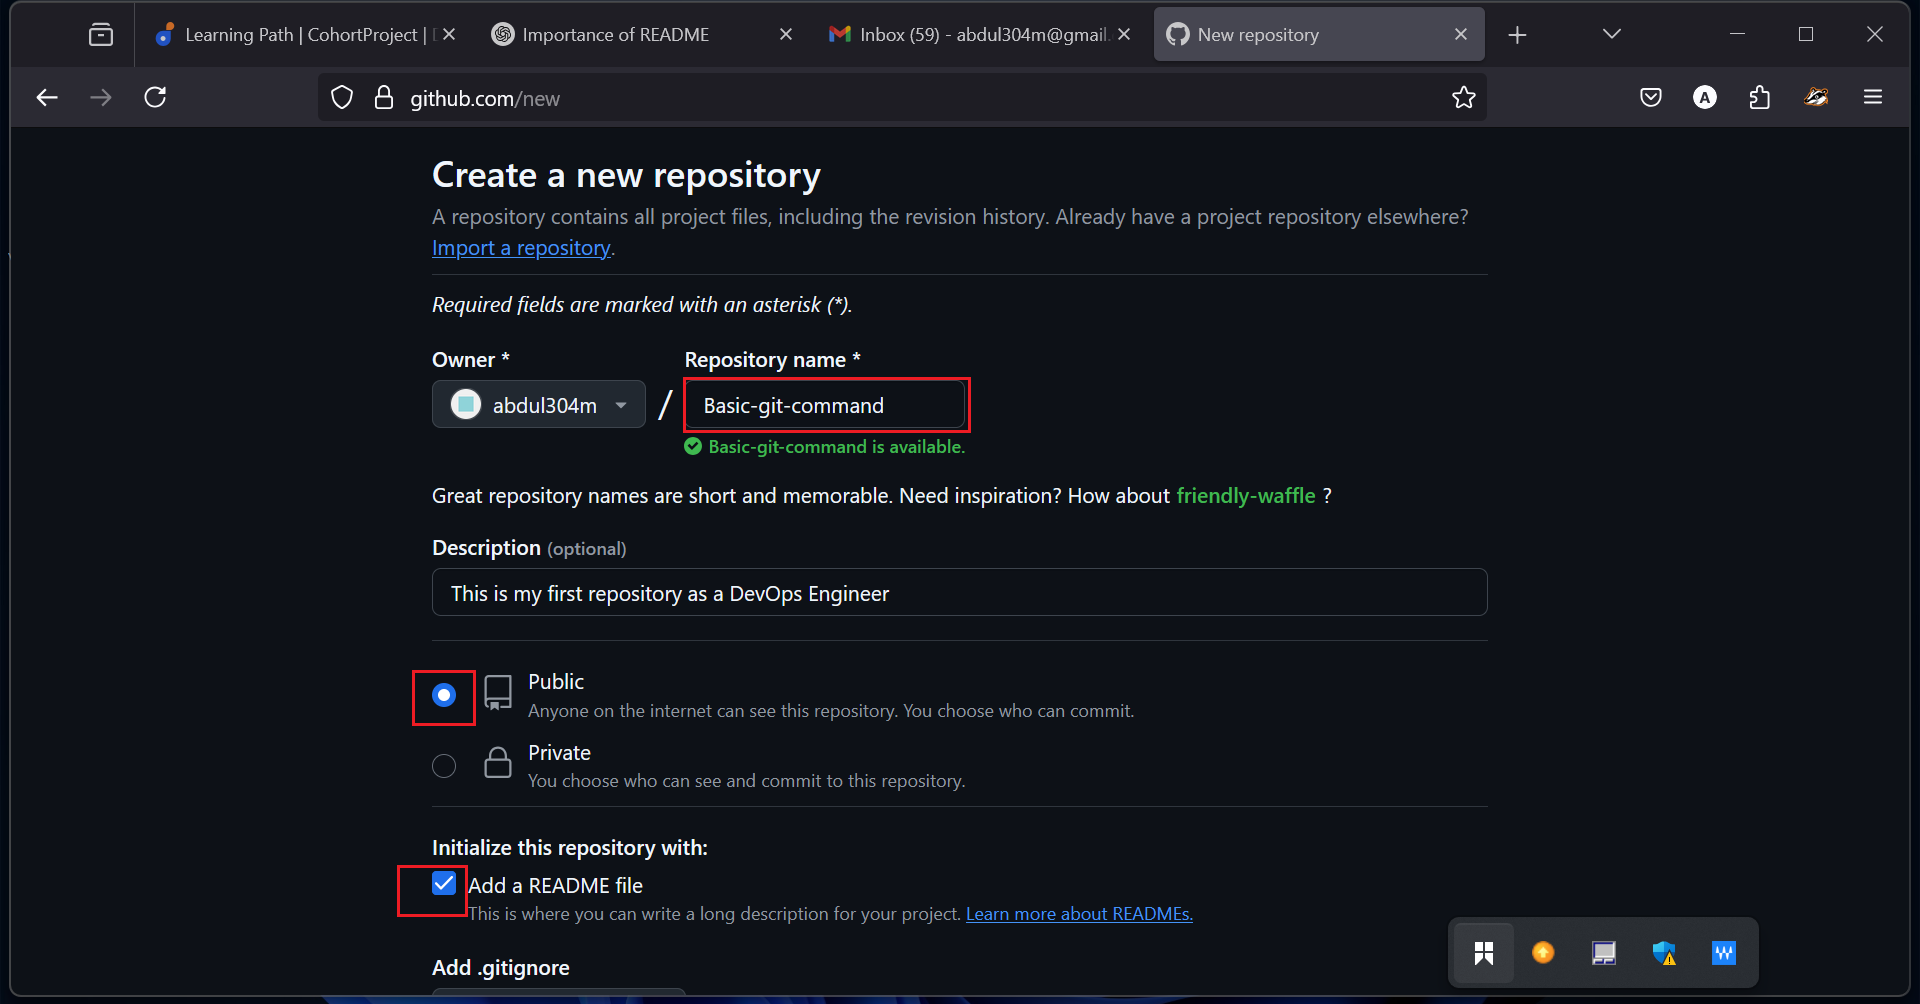 Learning Path | CohortProject |
Importance of README
Inbox (59) - abdul304m@gmail.
New repository
github.com/new
A
Create a new repository
A repository contains all project files, including the revision history. Already have a project repository elsewhere?
Import a repository.
Required fields are marked with an asterisk (*).
Owner *
Repository name *
abdul304m
/
Basic-git-command
Basic-git-command is available.
Great repository names are short and memorable. Need inspiration? How about friendly-waffle ?
Description (optional)
This is my first repository as a DevOps Engineer
Public
Anyone on the internet can see this repository. You choose who can commit.
Private
You choose who can see and commit to this repository.
Initialize this repository with:
Add a README file
This is where you can write a long description for your project. Learn more about READMEs.
Add .gitignore
W